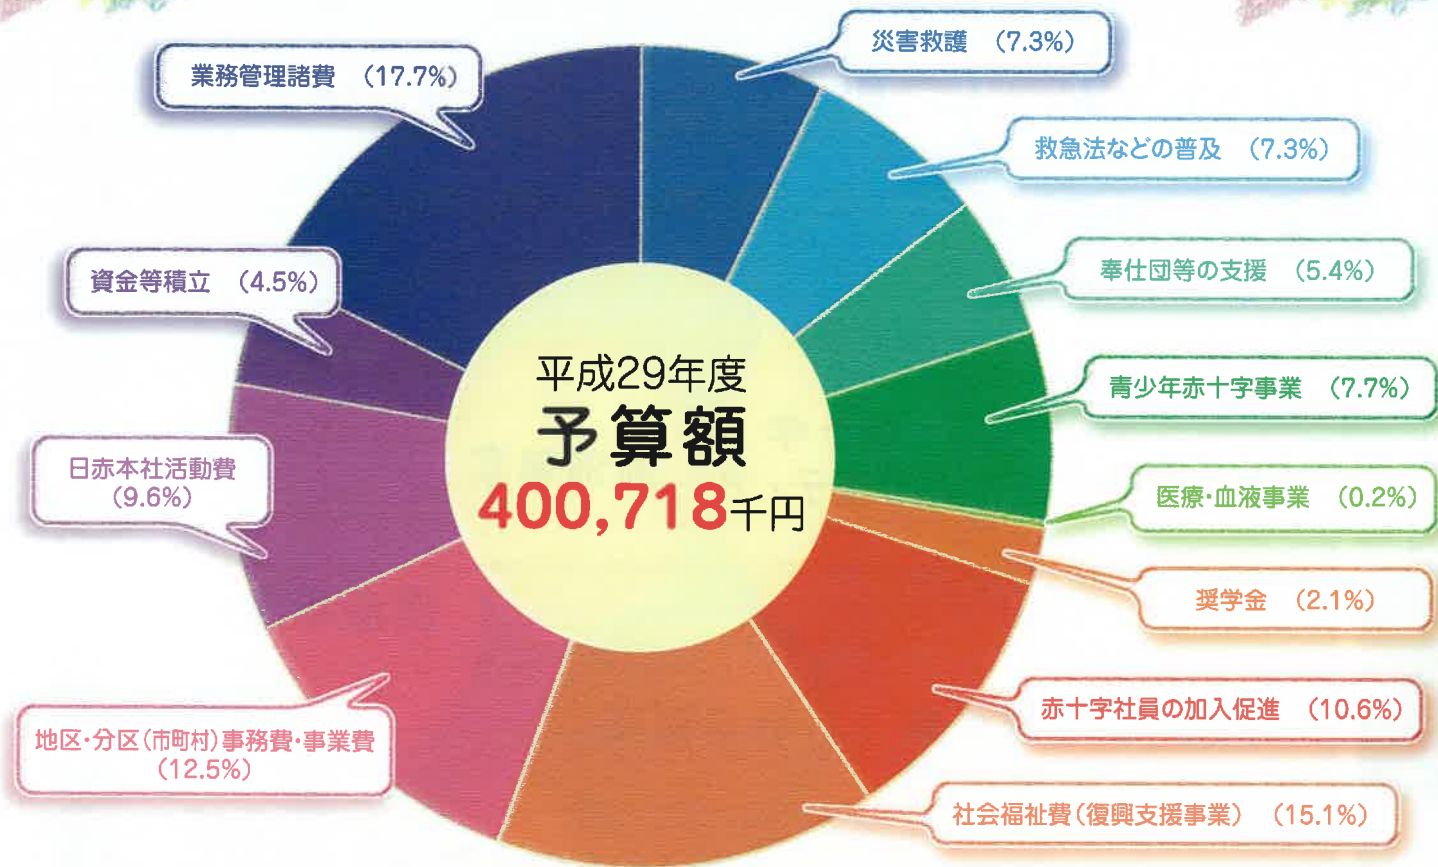 平成29年度
予算額
400,718千円
災害救護 (7.3%)
救急法などの普及 (7.3%)
奉仕団等の支援 (5.4%)
青少年赤十字事業 (7.7%)
医療・血液事業 (0.2%)
奨学金 (2.1%)
赤十字社員の加入促進 (10.6%)
社会福祉費(復興支援事業) (15.1%)
地区・分区(市町村)事務費・事業費
(12.5%)
日赤本社活動費
(9.6%)
資金等積立 (4.5%)
業務管理諸費 (17.7%)